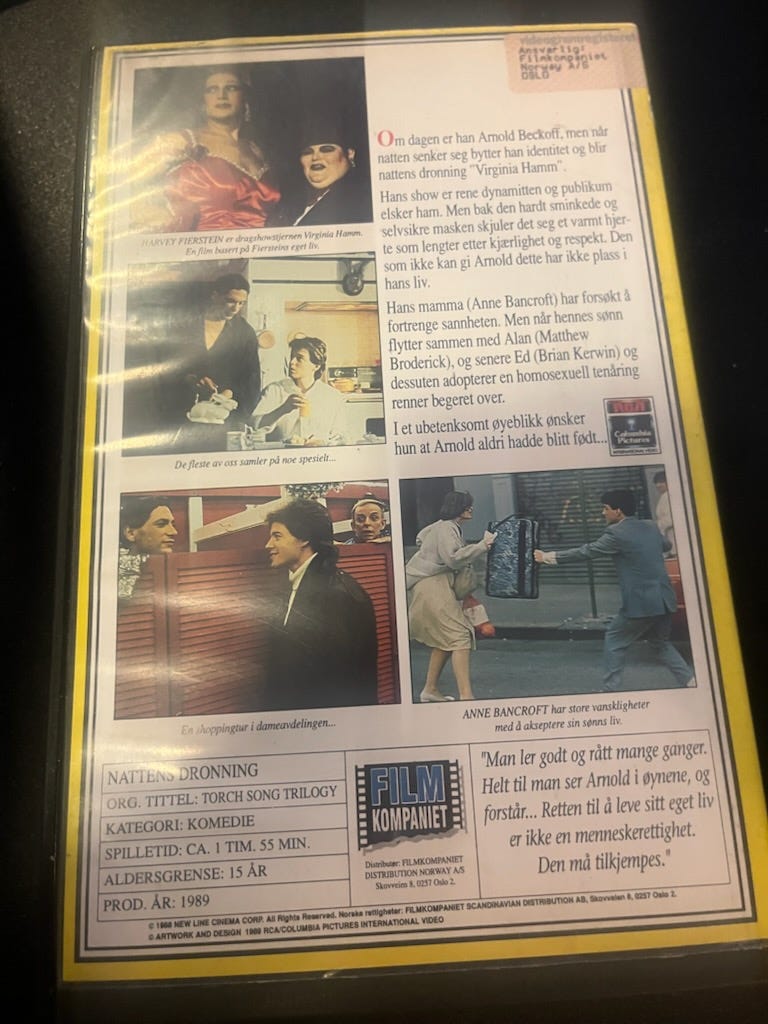 videogramregisteret
Ansvarlig:
Filmkompaniet
Norway A/S
OSLO
Om dagen er han Arnold Beckoff, men når
natten senker seg bytter han identitet og blir
nattens dronning "Virginia Hamm".
Hans show er rene dynamitten og publikum
elsker ham. Men bak den hardt sminkede og
selvsikre masken skjuler det seg et varmt hjer-
te som lengter etter kjærlighet og respekt. Den
som ikke kan gi Arnold dette har ikke plass i
hans liv.
Hans mamma (Anne Bancroft) har forsøkt å
fortrenge sannheten. Men når hennes sønn
flytter sammen med Alan (Matthew
Broderick), og senere Ed (Brian Kerwin) og
dessuten adopterer en homosexuell tenåring
renner begeret over.
I et ubetenksomt øyeblikk ønsker
hun at Arnold aldri hadde blitt født...
Columbia
Pictures
INTERNATIONAL VIDEO
HARVEY FIERSTEIN er dragshowstjernen Virginia Hamm.
En film basert på Fiersteins eget liv.
De fleste av oss samler på noe spesielt...
En shoppingtur i dameavdelingen...
ANNE BANCROFT har store vanskligheter
med å akseptere sin sønns liv.
NATTENS DRONNING
ORG. TITTEL: TORCH SONG TRILOGY
KATEGORI: KOMEDIE
SPILLETID: CA. 1 TIM. 55 MIN.
ALDERSGRENSE: 15 ÅR
PROD. ÅR: 1989
FILM
KOMPANIET
Distributør: FILMKOMPANIET
DISTRIBUTION NORWAY A/S
Skovveien 8, 0257 Oslo 2.
"Man ler godt og rått mange ganger.
Helt til man ser Arnold i øynene, og
forstår... Retten til å leve sitt eget liv
er ikke en menneskerettighet.
Den må tilkjempes."
© 1988 NEW LINE CINEMA CORP. All Rights Reserved. Norske rettigheter: FILMKOMPANIET SCANDINAVIAN DISTRIBUTION AB, Skovveien 8, 0257 Oslo 2.
© ARTWORK AND DESIGN 1989 RCA/COLUMBIA PICTURES INTERNATIONAL VIDEO